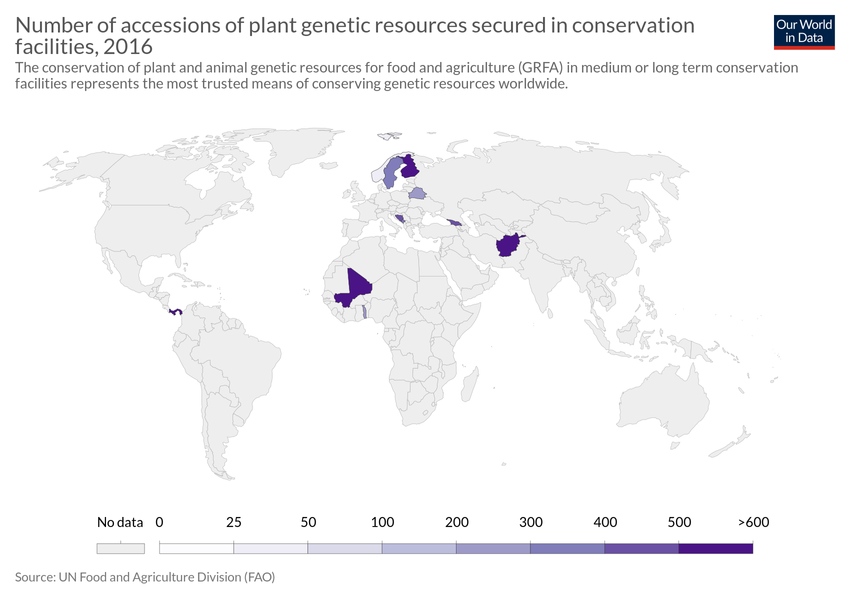 Number of accessions of plant genetic resources secured in conservation
facilities, 2016
Our World
in Data
The conservation of plant and animal genetic resources for food and agriculture (GRFA) in medium or long term conservation
facilities represents the most trusted means of conserving genetic resources worldwide.
No data 0 25 50 100 200 300 400 500 >600
Source: UN Food and Agriculture Division (FAO)